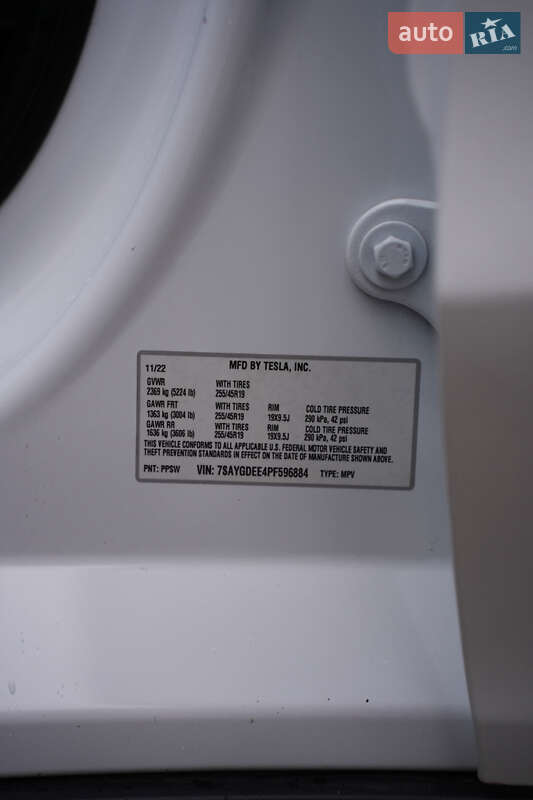 auto RIA
.com
11/22 MFD BY TESLA, INC.
GVWR WITH TIRES
2369 kg (5224 lb) 255/45R19
GAWR FRT WITH TIRES RIM COLD TIRE PRESSURE
1363 kg (3004 lb) 255/45R19 19X9.5J 290 kPa, 42 psi
GAWR RR WITH TIRES RIM COLD TIRE PRESSURE
1636 kg (3606 lb) 255/45R19 19X9.5J 290 kPa, 42 psi
THIS VEHICLE CONFORMS TO ALL APPLICABLE U.S. FEDERAL MOTOR VEHICLE SAFETY AND
THEFT PREVENTION STANDARDS IN EFFECT ON THE DATE OF MANUFACTURE SHOWN ABOVE.
PNT: PPSW VIN: 7SAYGDEE4PF596884 TYPE: MPV